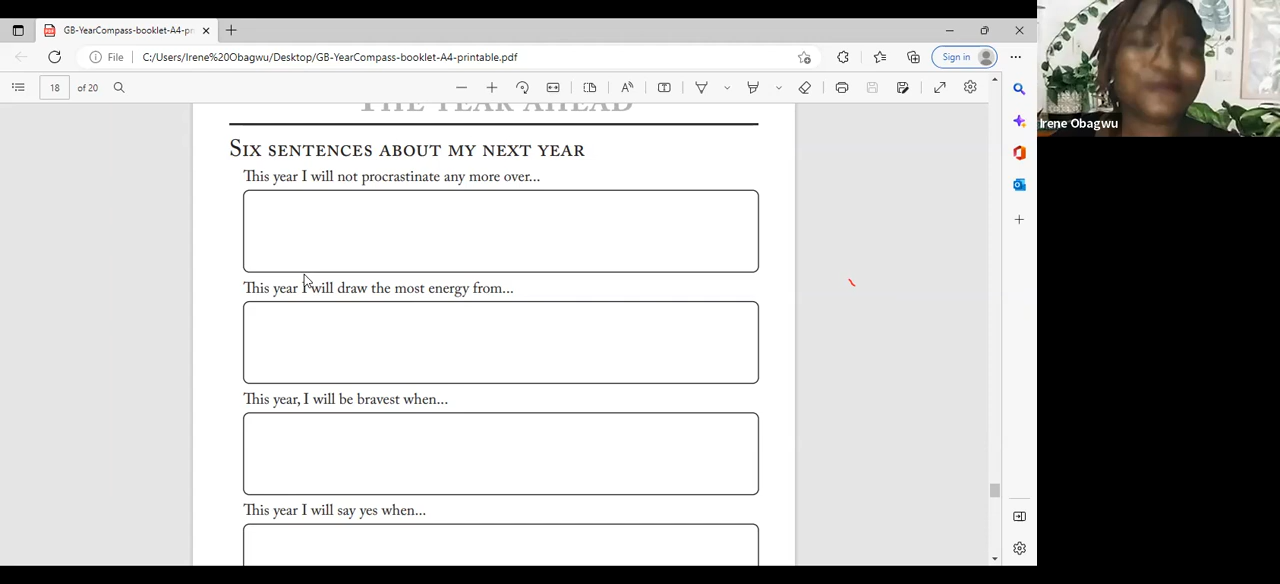 GB-YearCompass-booklet-A4-pr
File
C:/Users/Irene%20Obagwu/Desktop/GB-YearCompass-booklet-A4-printable.pdf
Sign in
18
of 20
THE YEAR AHEAD
Six sentences about my next year
This year I will not procrastinate any more over...
This year I will draw the most energy from...
This year, I will be bravest when...
This year I will say yes when...
Irene Obagwu